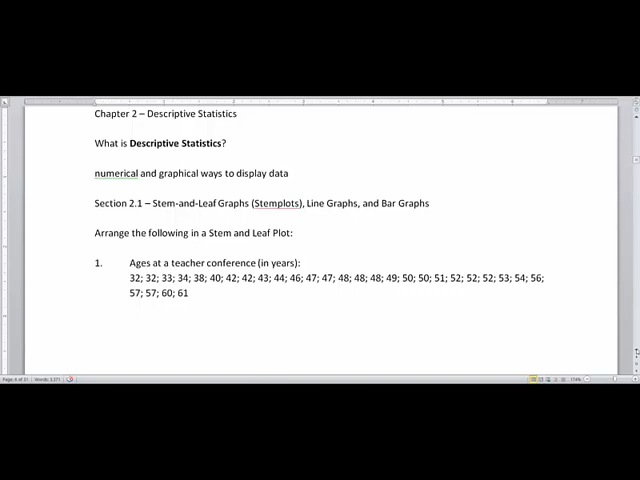 Chapter 2 – Descriptive Statistics
What is Descriptive Statistics?
numerical and graphical ways to display data
Section 2.1 – Stem-and-Leaf Graphs (Stemplots), Line Graphs, and Bar Graphs
Arrange the following in a Stem and Leaf Plot:
1. Ages at a teacher conference (in years):
32; 32; 33; 34; 38; 40; 42; 42; 43; 44; 46; 47; 47; 48; 48; 48; 49; 50; 50; 51; 52; 52; 52; 53; 54; 56;
57; 57; 60; 61